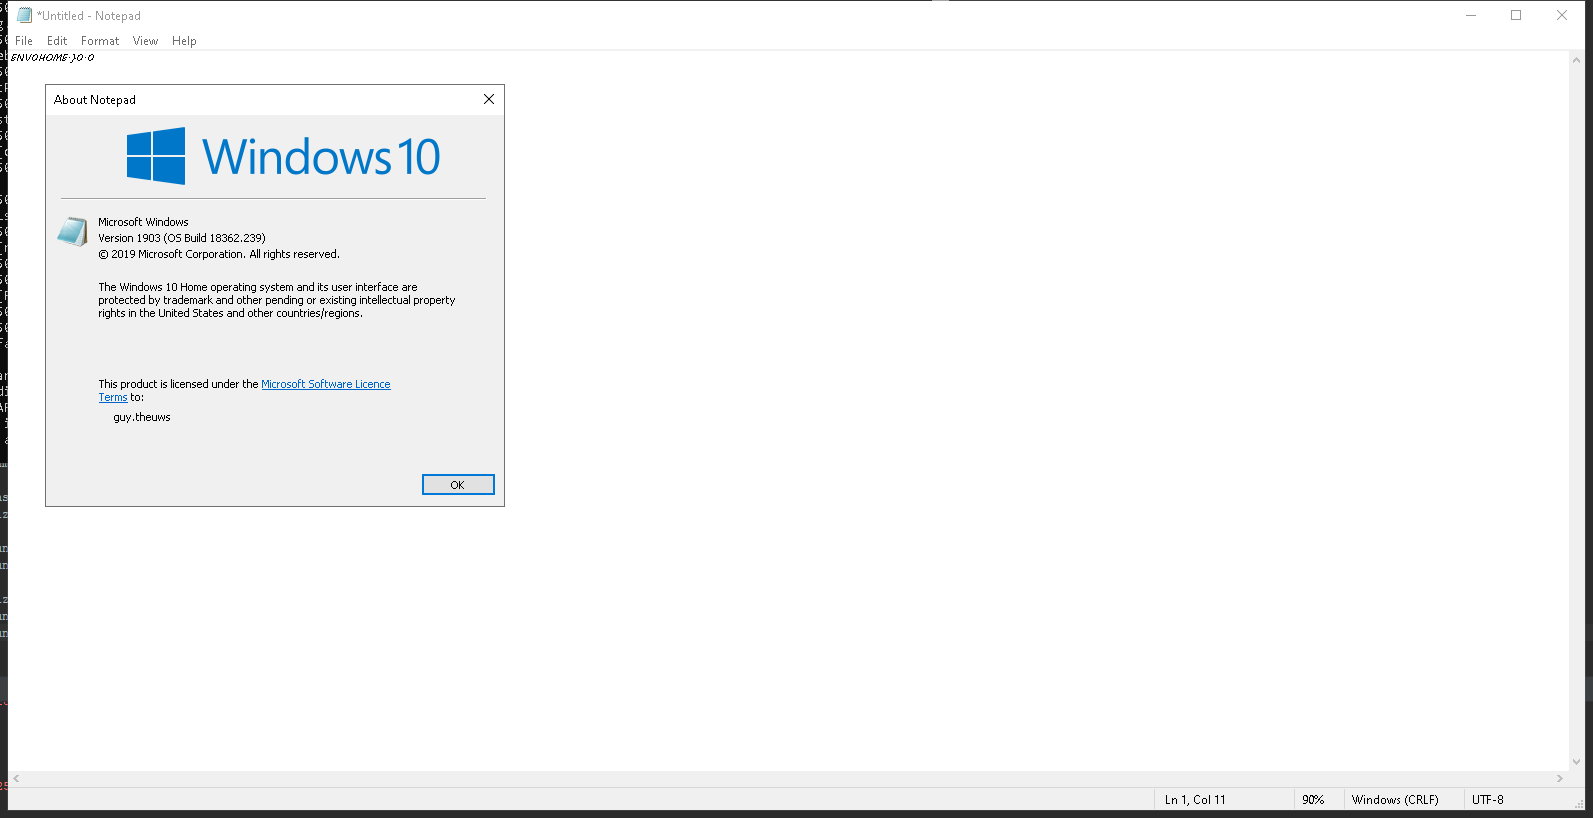 *Untitled - Notepad
File Edit Format View Help
About Notepad
Windows 10
Microsoft Windows
Version 1903 (OS Build 18362.239)
© 2019 Microsoft Corporation. All rights reserved.
The Windows 10 Home operating system and its user interface are
protected by trademark and other pending or existing intellectual property
rights in the United States and other countries/regions.
This product is licensed under the Microsoft Software Licence
Terms to:
guy.theuws
OK
Ln 1, Col 11
90%
Windows (CRLF)
UTF-8